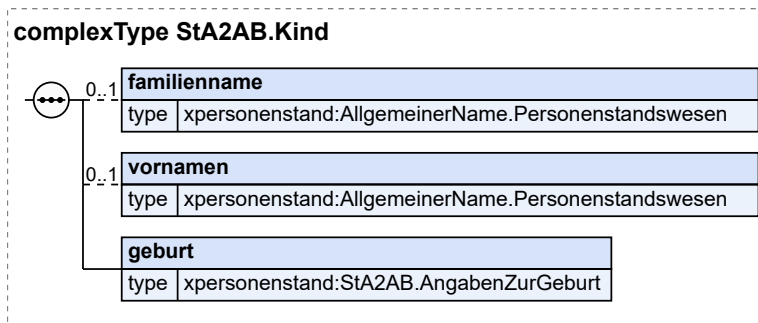 complexType StA2AB.Kind
0..1 familienname
type xpersonenstand:AllgemeinerName.Personenstandswesen
0..1 vornamen
type xpersonenstand:AllgemeinerName.Personenstandswesen
geburt
type xpersonenstand:StA2AB.AngabenZurGeburt